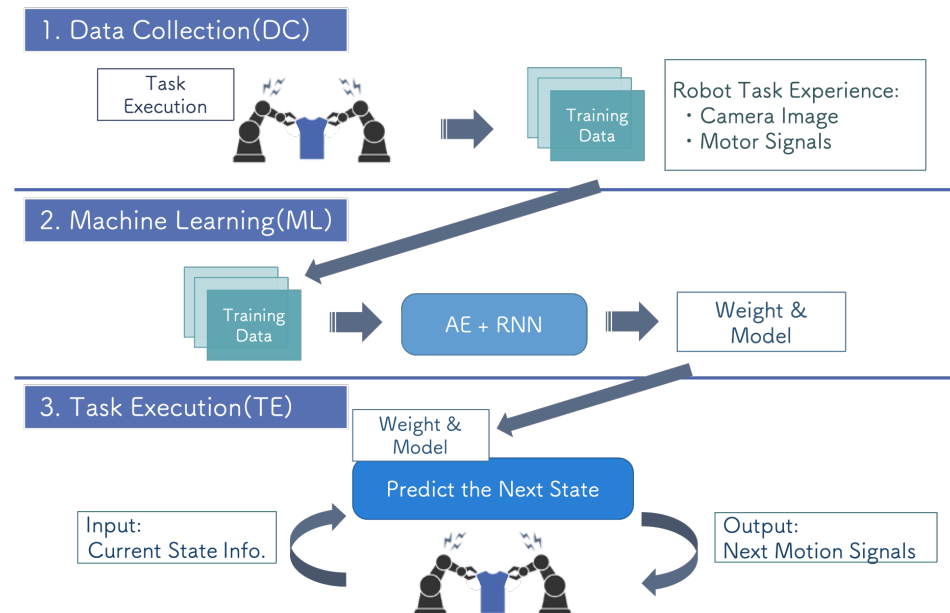 1. Data Collection(DC)
Task
Execution
Training
Data
Robot Task Experience:
・Camera Image
・Motor Signals
2. Machine Learning(ML)
Training
Data
AE + RNN
Weight &
Model
3. Task Execution(TE)
Weight &
Model
Predict the Next State
Input:
Current State Info.
Output:
Next Motion Signals